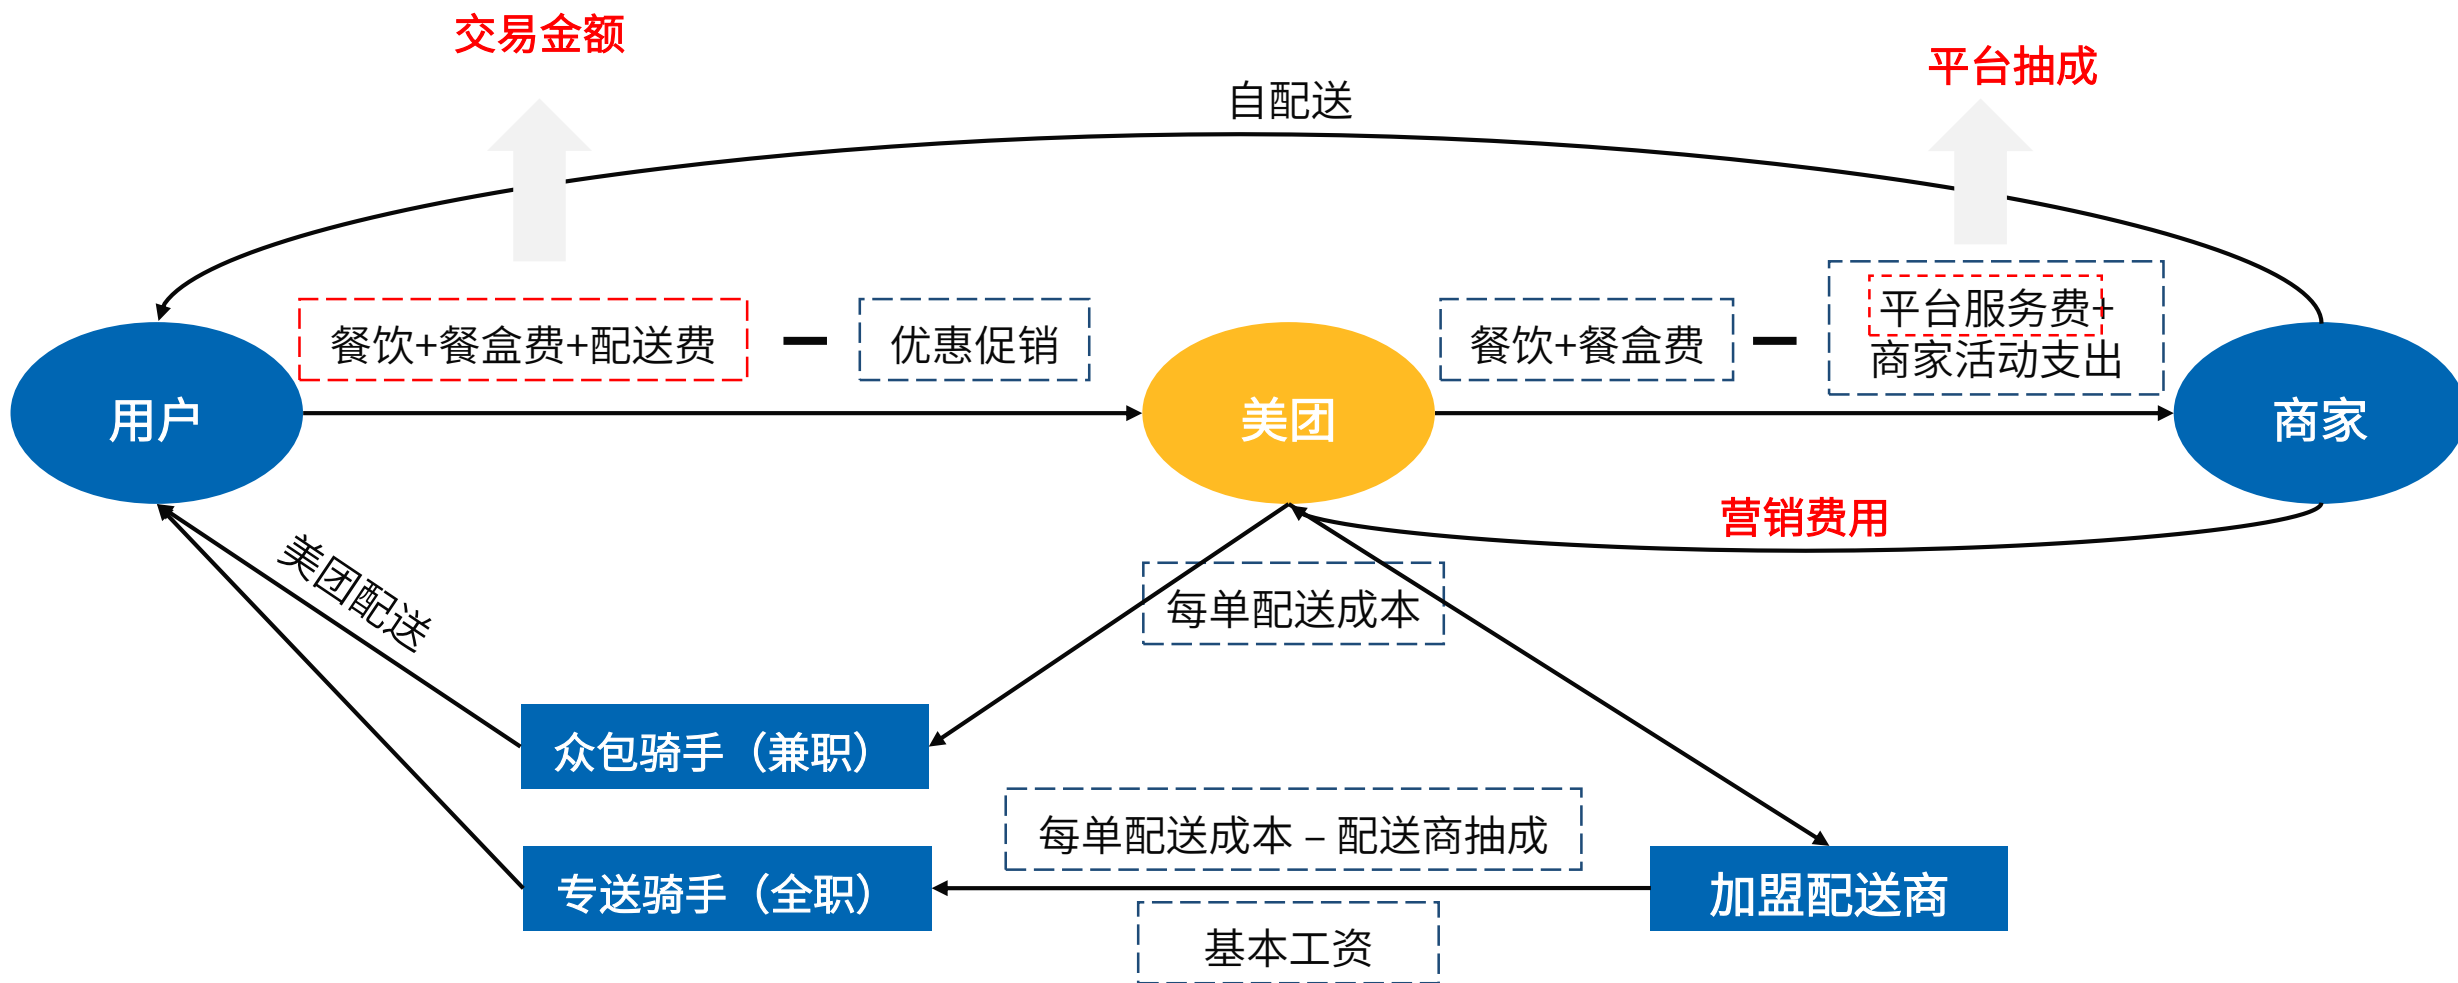 交易金额
平台抽成
自配送
餐饮+餐盒费+配送费
优惠促销
餐饮+餐盒费
平台服务费+
商家活动支出
用户
美团
商家
营销费用
美团配送
每单配送成本
众包骑手（兼职）
每单配送成本 – 配送商抽成
专送骑手（全职）
加盟配送商
基本工资